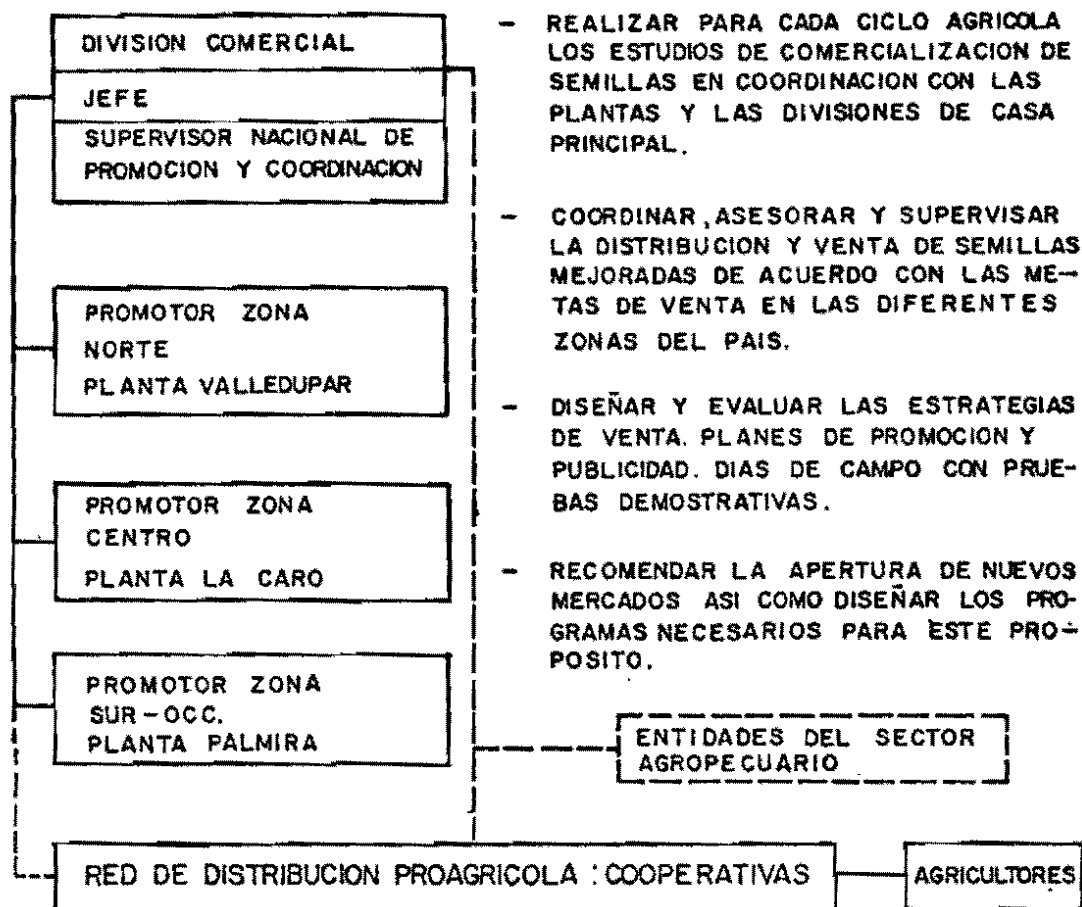 DIVISION COMERCIAL
JEFE
SUPERVISOR NACIONAL DE
PROMOCION Y COORDINACION
PROMOTOR ZONA
NORTE
PLANTA VALLEDUPAR
PROMOTOR ZONA
CENTRO
PLANTA LA CARO
PROMOTOR ZONA
SUR-OCC.
PLANTA PALMIRA
- REALIZAR PARA CADA CICLO AGRICOLA
LOS ESTUDIOS DE COMERCIALIZACION DE
SEMILLAS EN COORDINACION CON LAS
PLANTAS Y LAS DIVISIONES DE CASA
PRINCIPAL.
- COORDINAR, ASESORAR Y SUPERVISAR
LA DISTRIBUCION Y VENTA DE SEMILLAS
MEJORADAS DE ACUERDO CON LAS ME-
TAS DE VENTA EN LAS DIFERENTES
ZONAS DEL PAIS.
- DISEÑAR Y EVALUAR LAS ESTRATEGIAS
DE VENTA. PLANES DE PROMOCION Y
PUBLICIDAD. DIAS DE CAMPO CON PRUE-
BAS DEMOSTRATIVAS.
- RECOMENDAR LA APERTURA DE NUEVOS
MERCADOS ASI COMO DISEÑAR LOS PRO-
GRAMAS NECESARIOS PARA ESTE PRO-
POSITO.
ENTIDADES DEL SECTOR
AGROPECUARIO
RED DE DISTRIBUCION PROAGRICOLA : COOPERATIVAS
AGRICULTORES